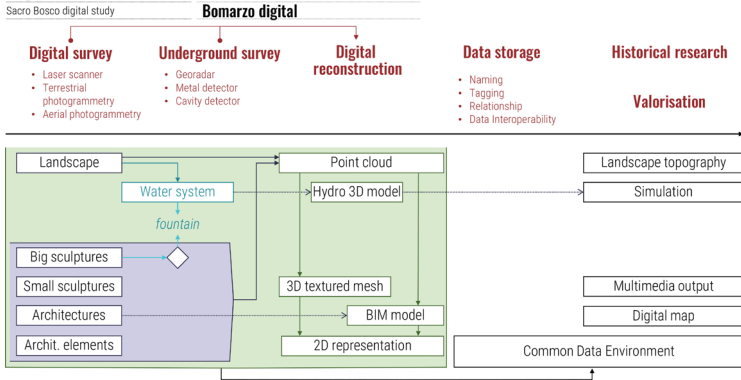 Sacro Bosco digital study
Bomarzo digital
Digital survey
• Laser scanner
• Terrestrial
photogrammetry
• Aerial photogrammetry
Underground survey
• Georadar
• Metal detector
• Cavity detector
Digital
reconstruction
Data storage
• Naming
• Tagging
• Relationship
• Data Interoperability
Historical research
Valorisation
Landscape
Point cloud
Landscape topography
Water system
Hydro 3D model
Simulation
fountain
Big sculptures
Small sculptures
3D textured mesh
Multimedia output
Architectures
BIM model
Digital map
Archit. elements
2D representation
Common Data Environment